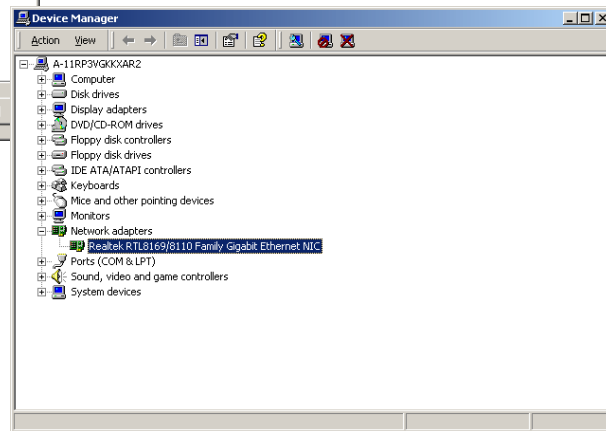 Device Manager
Action View
A-11RP3VGKKXAR2
Computer
Disk drives
Display adapters
DVD/CD-ROM drives
Floppy disk controllers
Floppy disk drives
IDE ATA/ATAPI controllers
Keyboards
Mice and other pointing devices
Monitors
Network adapters
Realtek RTL8169/8110 Family Gigabit Ethernet NIC
Ports (COM & LPT)
Sound, video and game controllers
System devices